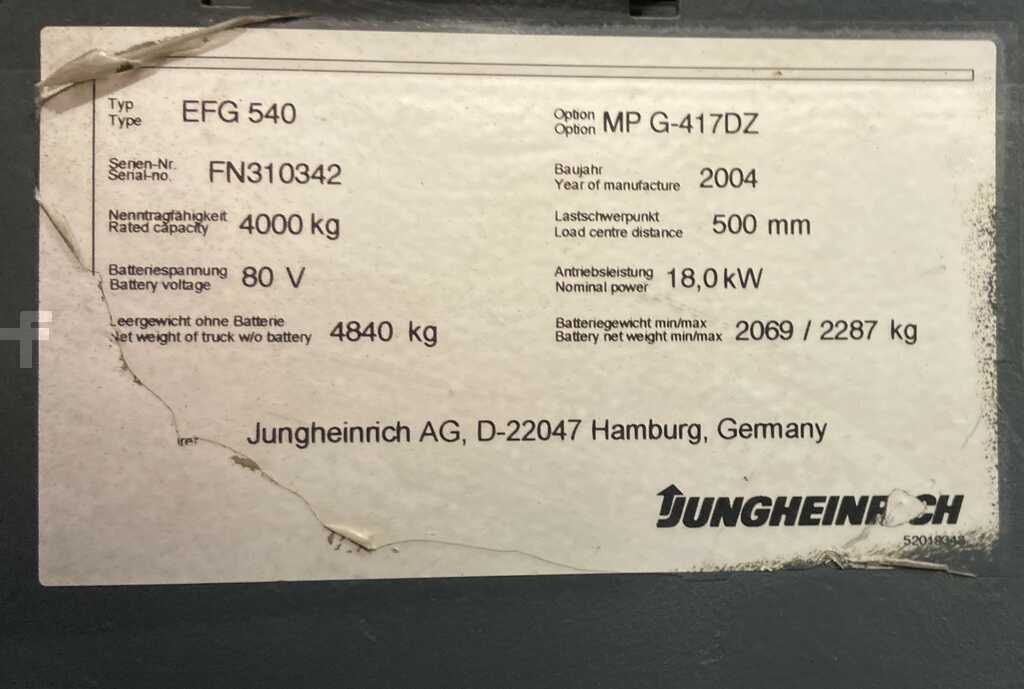 Typ
Type EFG 540
Option
Option MP G-417DZ
Serien-Nr.
Serial-no. FN310342
Baujahr
Year of manufacture 2004
Nenntragfähigkeit
Rated capacity 4000 kg
Lastschwerpunkt
Load centre distance 500 mm
Batteriespannung
Battery voltage 80 V
Antriebsleistung
Nominal power 18,0 kW
Leergewicht ohne Batterie
Net weight of truck w/o battery 4840 kg
Batteriegewicht min/max
Battery net weight min/max 2069 / 2287 kg
Jungheinrich AG, D-22047 Hamburg, Germany
JUNGHEINRICH